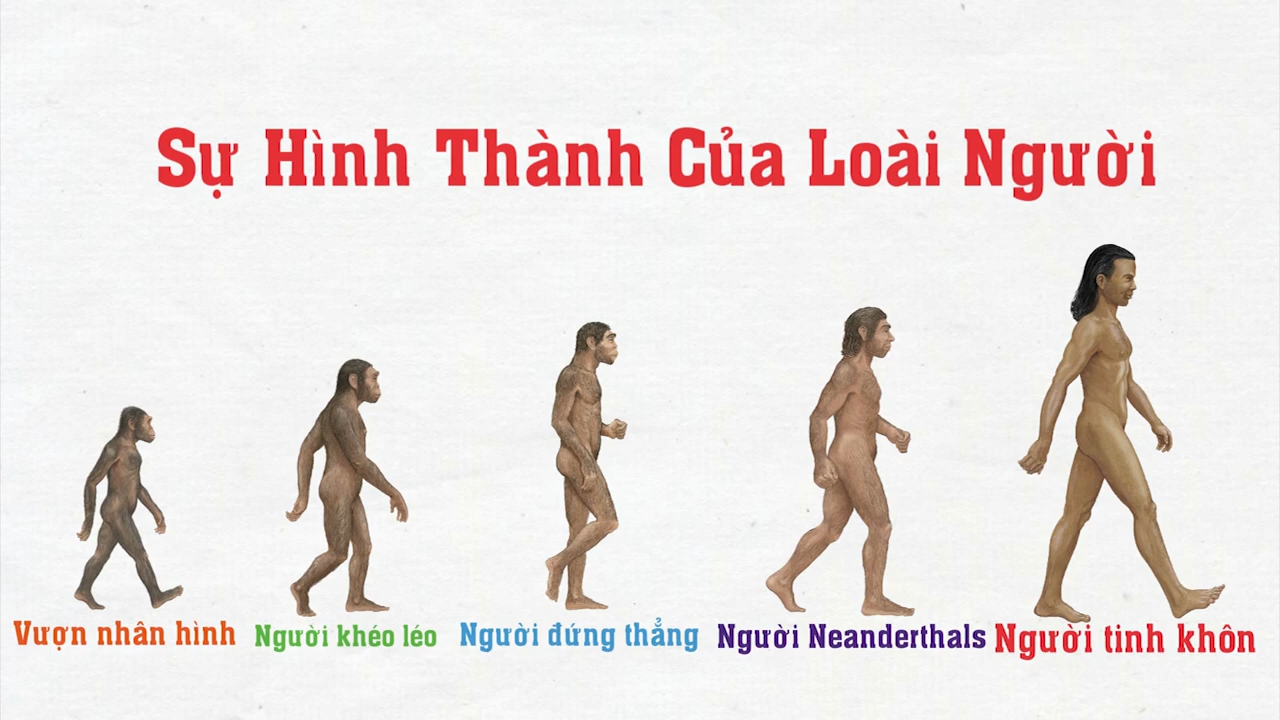 Sự Hình Thành Của Loài Người
Vượn nhân hình
Người khéo léo
Người đứng thẳng
Người Neanderthals
Người tinh khôn